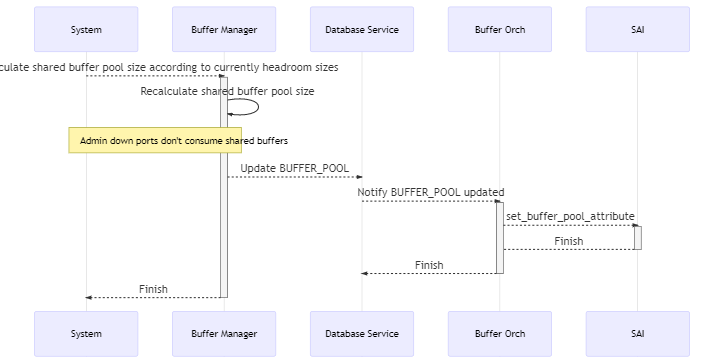 System Buffer Manager Database Service Buffer Orch SAI
culate shared buffer pool size according to currently headroom sizes
Recalculate shared buffer pool size
Admin down ports don't consume shared buffers
Update BUFFER_POOL
Notify BUFFER_POOL updated
set_buffer_pool_attribute
Finish
Finish
Finish
System Buffer Manager Database Service Buffer Orch SAI